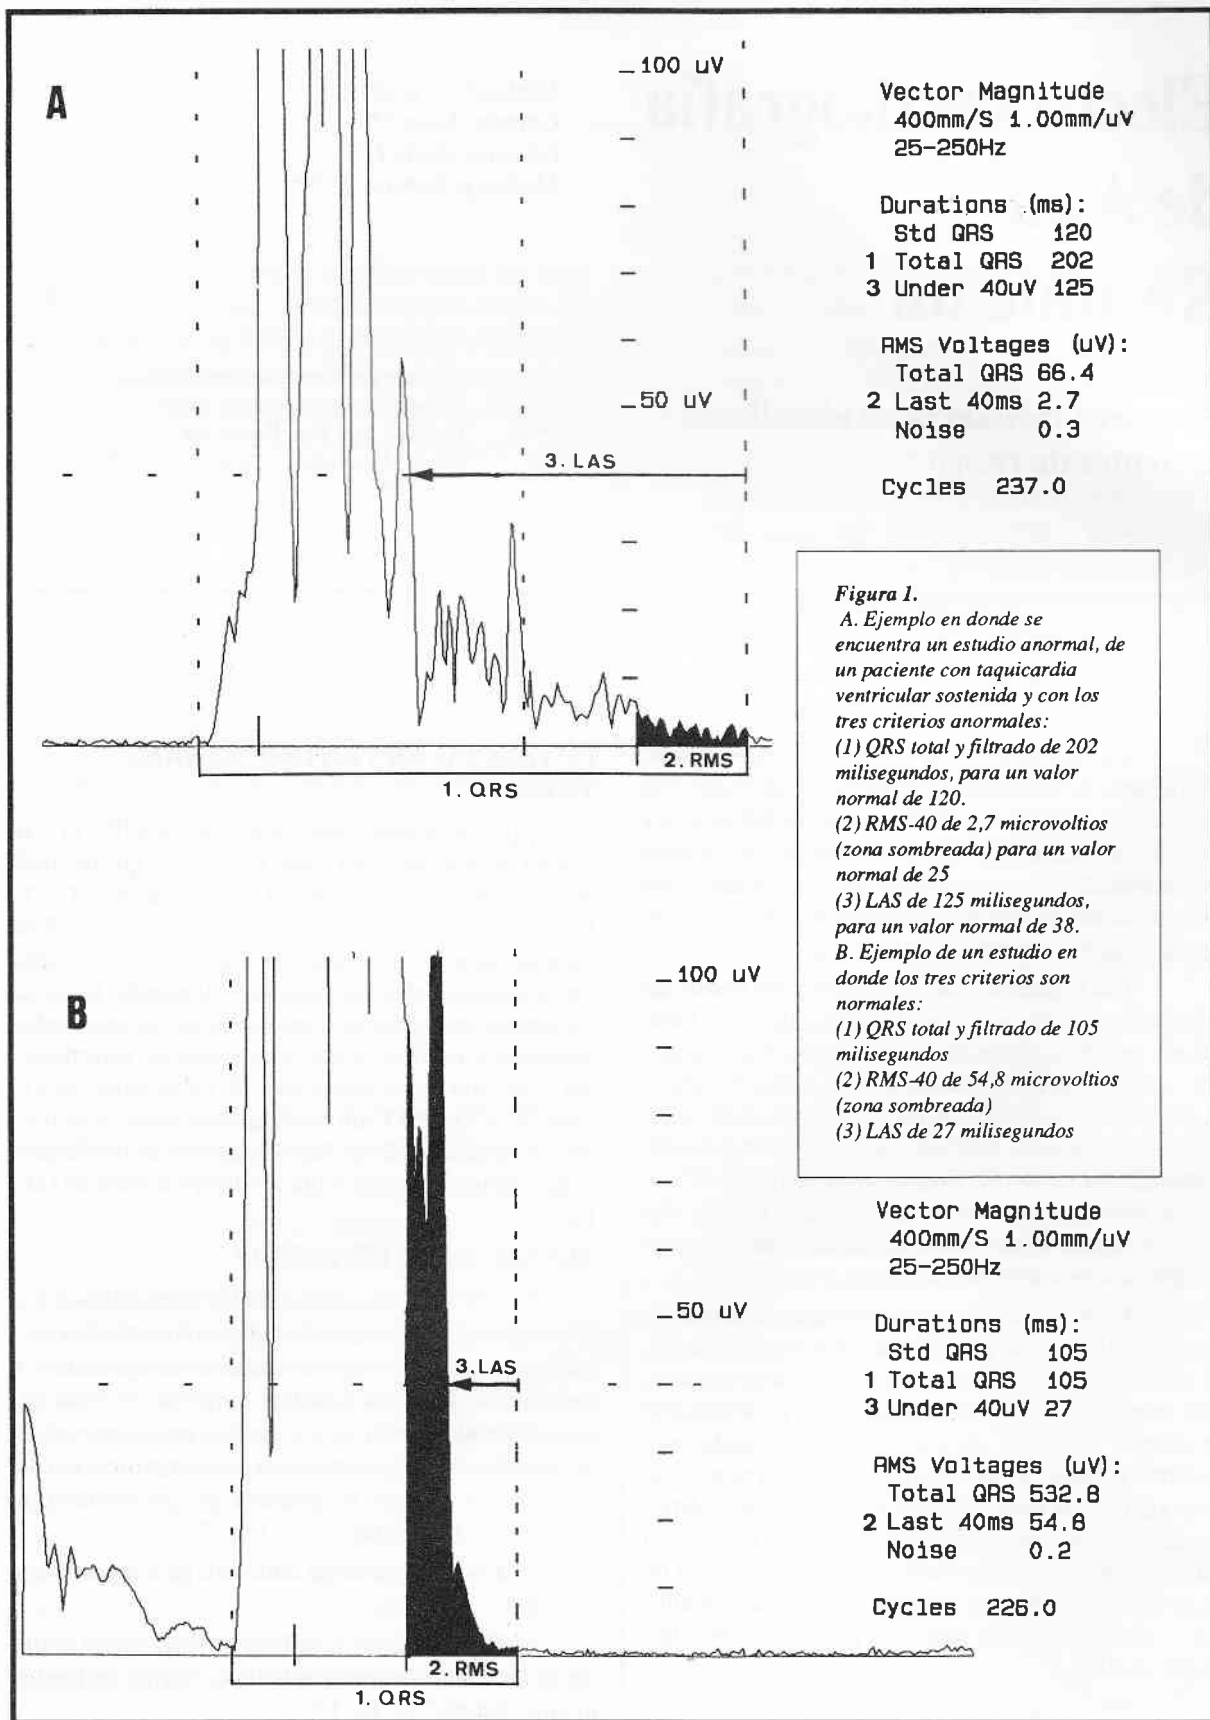 A
100 uV
50 uV
3. LAS
2. RMS
1. QRS
Vector Magnitude
400mm/S 1.00mm/uV
25-250Hz
Durations (ms):
Std QRS 120
1 Total QRS 202
3 Under 40uV 125
RMS Voltages (uV):
Total QRS 66.4
2 Last 40ms 2.7
Noise 0.3
Cycles 237.0
Figura 1.
A. Ejemplo en donde se
encuentra un estudio anormal, de
un paciente con taquicardia
ventricular sostenida y con los
tres criterios anormales:
(1) QRS total y filtrado de 202
milisegundos, para un valor
normal de 120.
(2) RMS-40 de 2,7 microvoltios
(zona sombreada) para un valor
normal de 25
(3) LAS de 125 milisegundos,
para un valor normal de 38.
B. Ejemplo de un estudio en
donde los tres criterios son
normales:
(1) QRS total y filtrado de 105
milisegundos
(2) RMS-40 de 54,8 microvoltios
(zona sombreada)
(3) LAS de 27 milisegundos
B
100 uV
50 uV
3. LAS
2. RMS
1. QRS
Vector Magnitude
400mm/S 1.00mm/uV
25-250Hz
Durations (ms):
Std QRS 105
1 Total QRS 105
3 Under 40uV 27
RMS Voltages (uV):
Total QRS 532.8
2 Last 40ms 54.8
Noise 0.2
Cycles 226.0